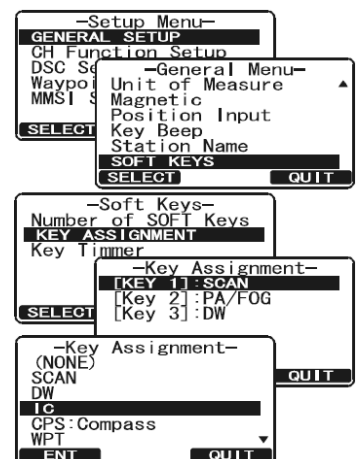 —Setup Menu—
GENERAL SETUP
CH Function Setup
DSC Se
Waypoi
MMSI S
SELECT
—General Menu—
Unit of Measure
Magnetic
Position Input
Key Beep
Station Name
SOFT KEYS
SELECT QUIT
—Soft Keys—
Number of SOFT Keys
KEY ASSIGNMENT
Key Timmer
SELECT
—Key Assignment—
[KEY 1]:SCAN
[Key 2]:PA/FOG
[Key 3]:DW
QUIT
—Key Assignment—
(NONE)
SCAN
DW
IC
CPS:Compass
WPT
ENT QUIT